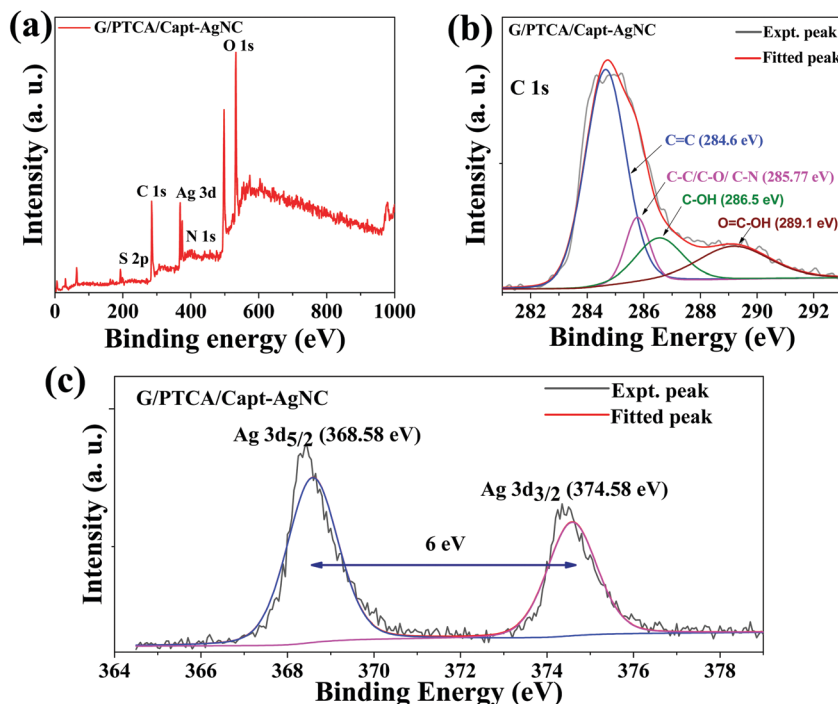 (a)
G/PTCA/Capt-AgNC
O 1s
C 1s
Ag 3d
N 1s
S 2p
Intensity (a. u.)
0 200 400 600 800 1000
Binding energy (eV)
(b)
G/PTCA/Capt-AgNC
Expt. peak
Fitted peak
C 1s
C=C (284.6 eV)
C-C/C-O/ C-N (285.77 eV)
C-OH (286.5 eV)
O=C-OH (289.1 eV)
Intensity (a. u.)
282 284 286 288 290 292
Binding Energy (eV)
(c)
G/PTCA/Capt-AgNC
Expt. peak
Fitted peak
Ag 3d5/2 (368.58 eV)
Ag 3d3/2 (374.58 eV)
6 eV
Intensity (a. u.)
364 366 368 370 372 374 376 378
Binding Energy (eV)